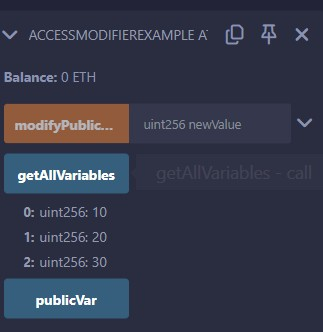 ACCESSMODIFIEREXAMPLE AT
Balance: 0 ETH
modifyPublic... uint256 newValue
getAllVariables getAllVariables - call
0: uint256: 10
1: uint256: 20
2: uint256: 30
publicVar